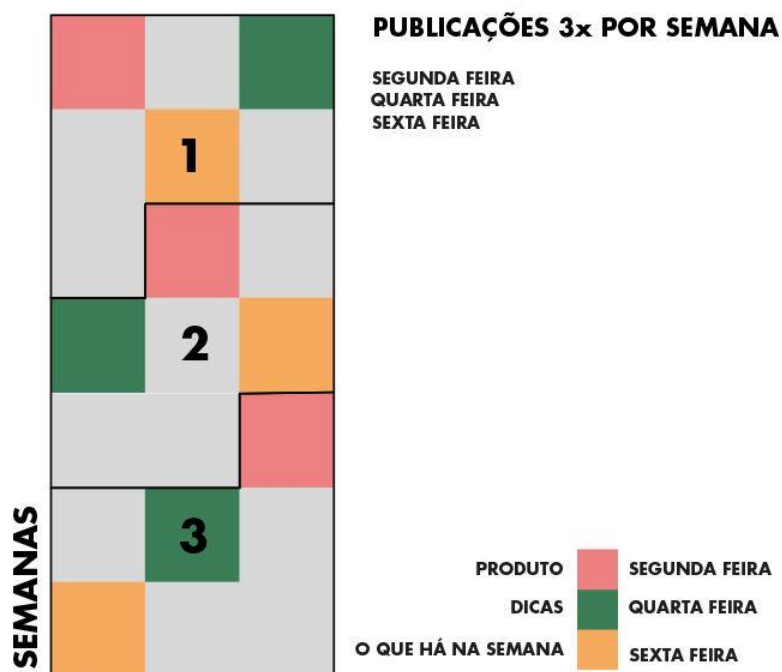 PUBLICAÇÕES 3x POR SEMANA
SEGUNDA FEIRA
QUARTA FEIRA
SEXTA FEIRA
1
2
3
SEMANAS
PRODUTO SEGUNDA FEIRA
DICAS QUARTA FEIRA
O QUE HÁ NA SEMANA SEXTA FEIRA